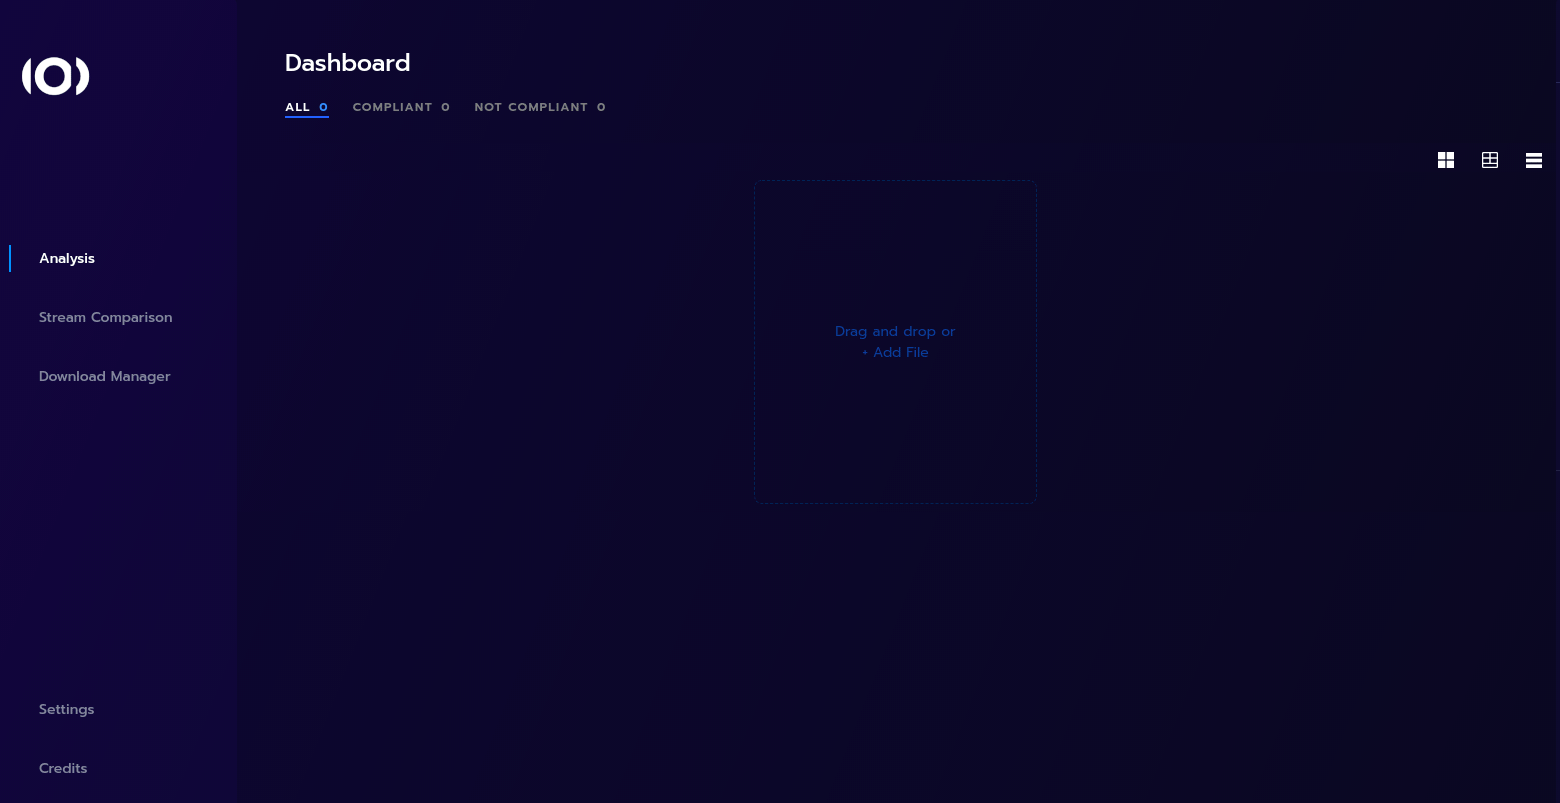 Dashboard
ALL 0 COMPLIANT 0 NOT COMPLIANT 0
Analysis
Stream Comparison
Download Manager
Drag and drop or
+ Add File
Settings
Credits